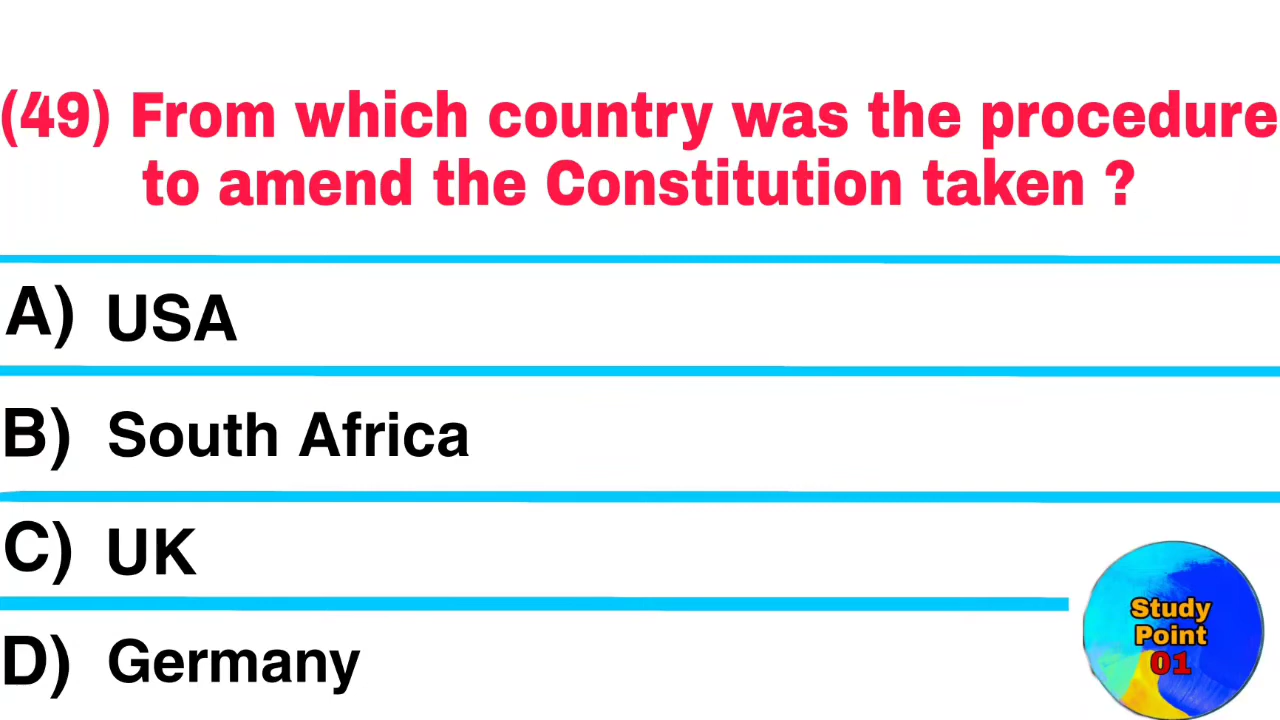 (49) From which country was the procedure
to amend the Constitution taken ?
A) USA
B) South Africa
C) UK
D) Germany
Study
Point
01